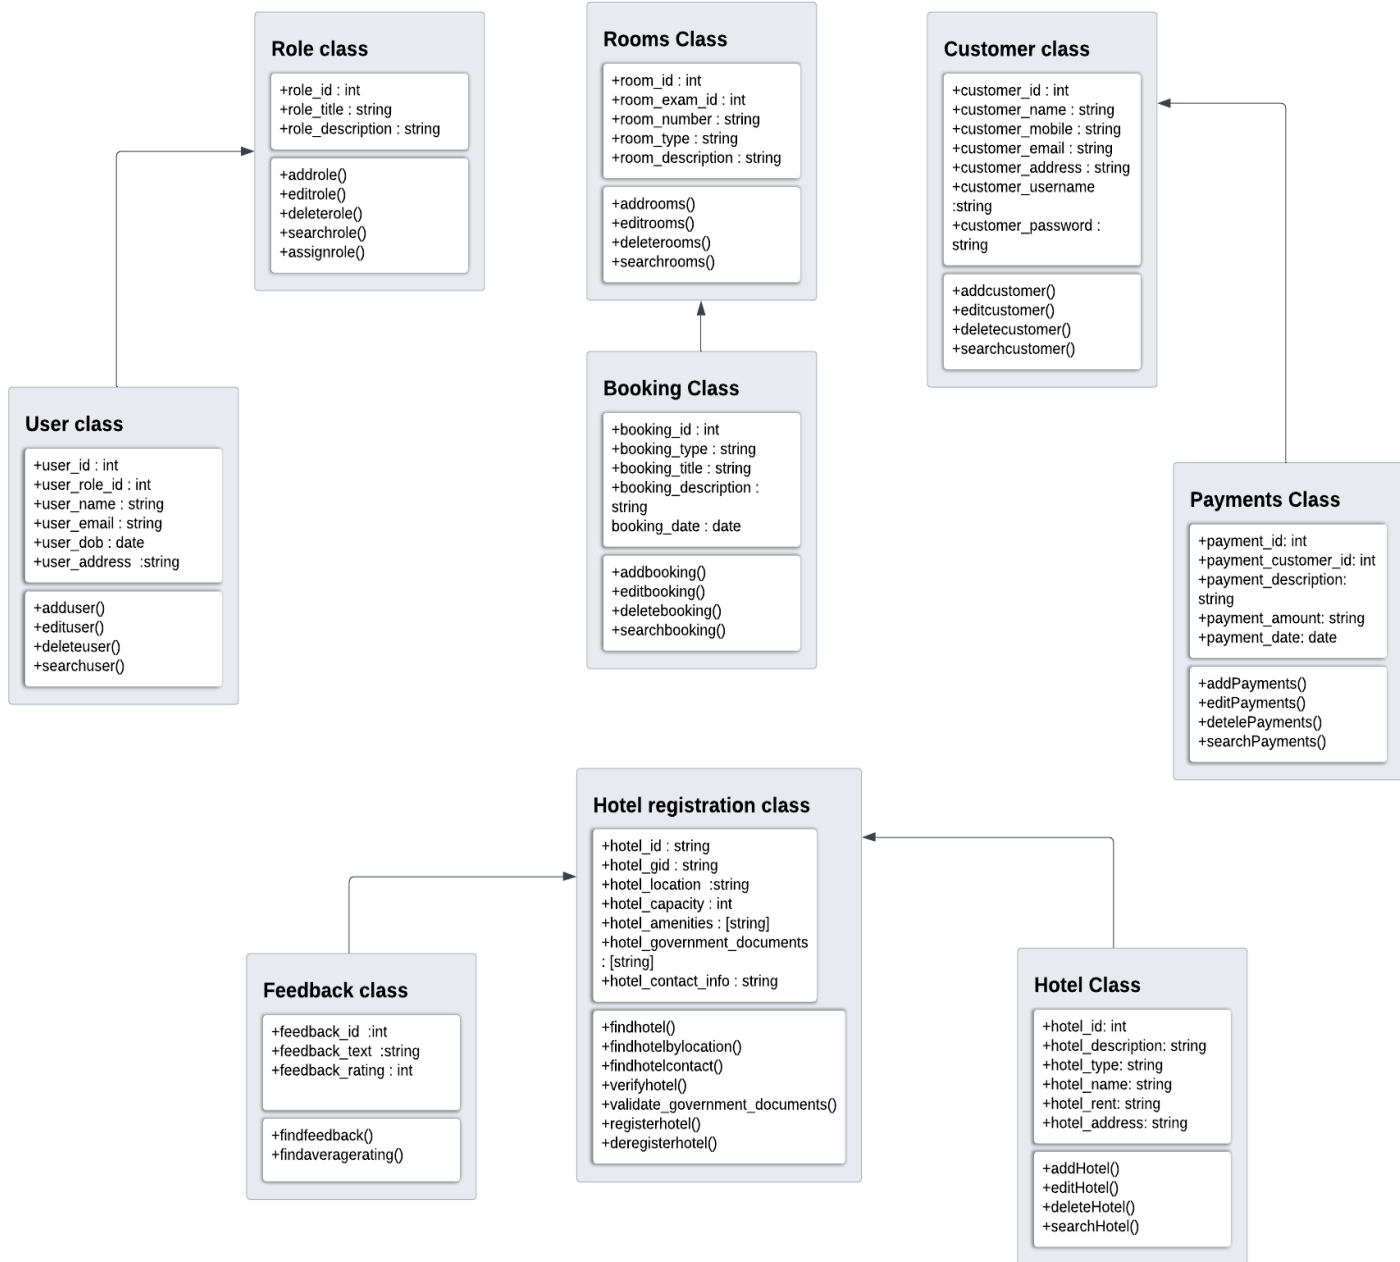 Role class
+role_id : int
+role_title : string
+role_description : string
+addrole()
+editrole()
+deleterole()
+searchrole()
+assignrole()
Rooms Class
+room_id : int
+room_exam_id : int
+room_number : string
+room_type : string
+room_description : string
+addrooms()
+editrooms()
+deleterooms()
+searchrooms()
Customer class
+customer_id : int
+customer_name : string
+customer_mobile : string
+customer_email : string
+customer_address : string
+customer_username
:string
+customer_password :
string
+addcustomer()
+editcustomer()
+deletecustomer()
+searchcustomer()
User class
+user_id : int
+user_role_id : int
+user_name : string
+user_email : string
+user_dob : date
+user_address  :string
+adduser()
+edituser()
+deleteuser()
+searchuser()
Booking Class
+booking_id : int
+booking_type : string
+booking_title : string
+booking_description :
string
booking_date : date
+addbooking()
+editbooking()
+deletebooking()
+searchbooking()
Payments Class
+payment_id: int
+payment_customer_id: int
+payment_description:
string
+payment_amount: string
+payment_date: date
+addPayments()
+editPayments()
+detelePayments()
+searchPayments()
Hotel registration class
+hotel_id : string
+hotel_gid : string
+hotel_location  :string
+hotel_capacity : int
+hotel_amenities : [string]
+hotel_government_documents
: [string]
+hotel_contact_info : string
+findhotel()
+findhotelbylocation()
+findhotelcontact()
+verifyhotel()
+validate_government_documents()
+registerhotel()
+deregisterhotel()
Feedback class
+feedback_id  :int
+feedback_text  :string
+feedback_rating : int
+findfeedback()
+findaveragerating()
Hotel Class
+hotel_id: int
+hotel_description: string
+hotel_type: string
+hotel_name: string
+hotel_rent: string
+hotel_address: string
+addHotel()
+editHotel()
+deleteHotel()
+searchHotel()